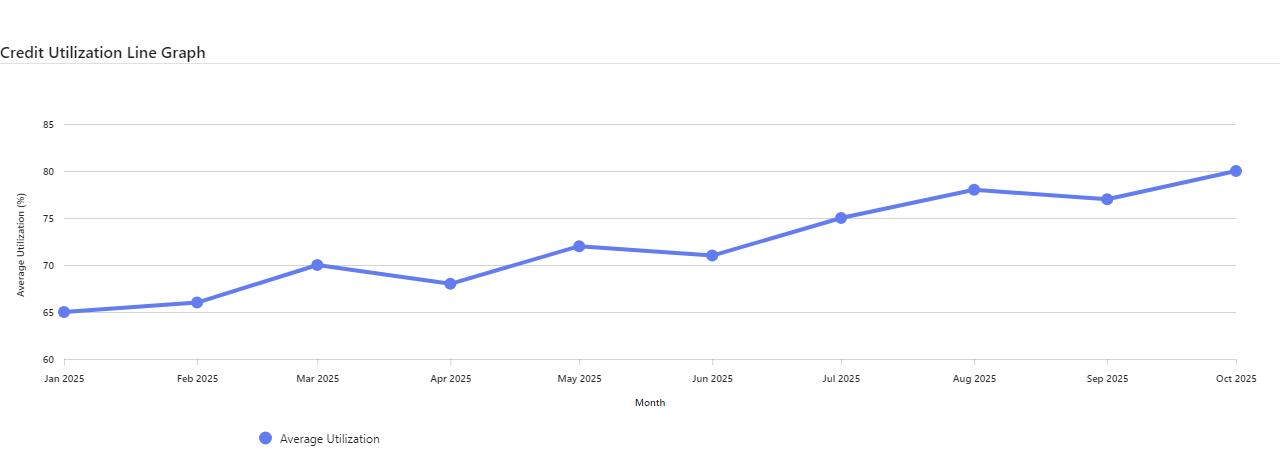 Credit Utilization Line Graph
85
80
75
70
65
60
Average Utilization (%)
Jan 2025 Feb 2025 Mar 2025 Apr 2025 May 2025 Jun 2025 Jul 2025 Aug 2025 Sep 2025 Oct 2025
Month
Average Utilization